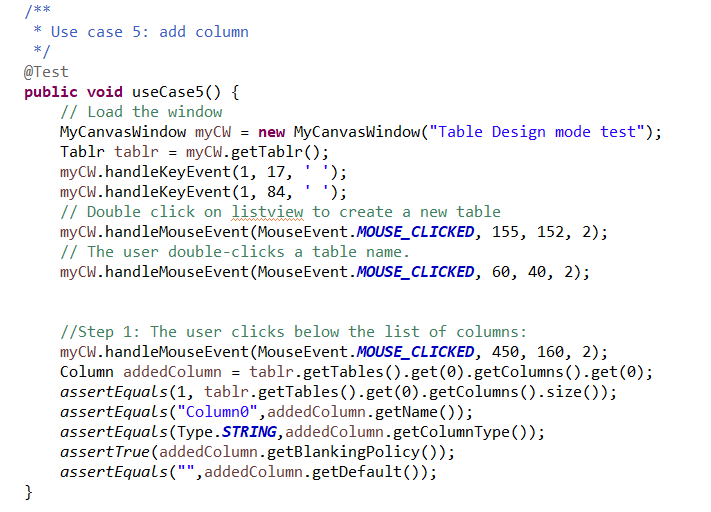 /**
 * Use case 5: add column
 */
@Test
public void useCase5() {
    // Load the window
    MyCanvasWindow myCW = new MyCanvasWindow("Table Design mode test");
    Tablr tablr = myCW.getTablr();
    myCW.handleKeyEvent(1, 17, ' ');
    myCW.handleKeyEvent(1, 84, ' ');
    // Double click on listview to create a new table
    myCW.handleMouseEvent(MouseEvent.MOUSE_CLICKED, 155, 152, 2);
    // The user double-clicks a table name.
    myCW.handleMouseEvent(MouseEvent.MOUSE_CLICKED, 60, 40, 2);
    //Step 1: The user clicks below the list of columns:
    myCW.handleMouseEvent(MouseEvent.MOUSE_CLICKED, 450, 160, 2);
    Column addedColumn = tablr.getTables().get(0).getColumns().get(0);
    assertEquals(1, tablr.getTables().get(0).getColumns().size());
    assertEquals("Column0",addedColumn.getName());
    assertEquals(Type.STRING,addedColumn.getColumnType());
    assertTrue(addedColumn.getBlankingPolicy());
    assertEquals("",addedColumn.getDefault());
}